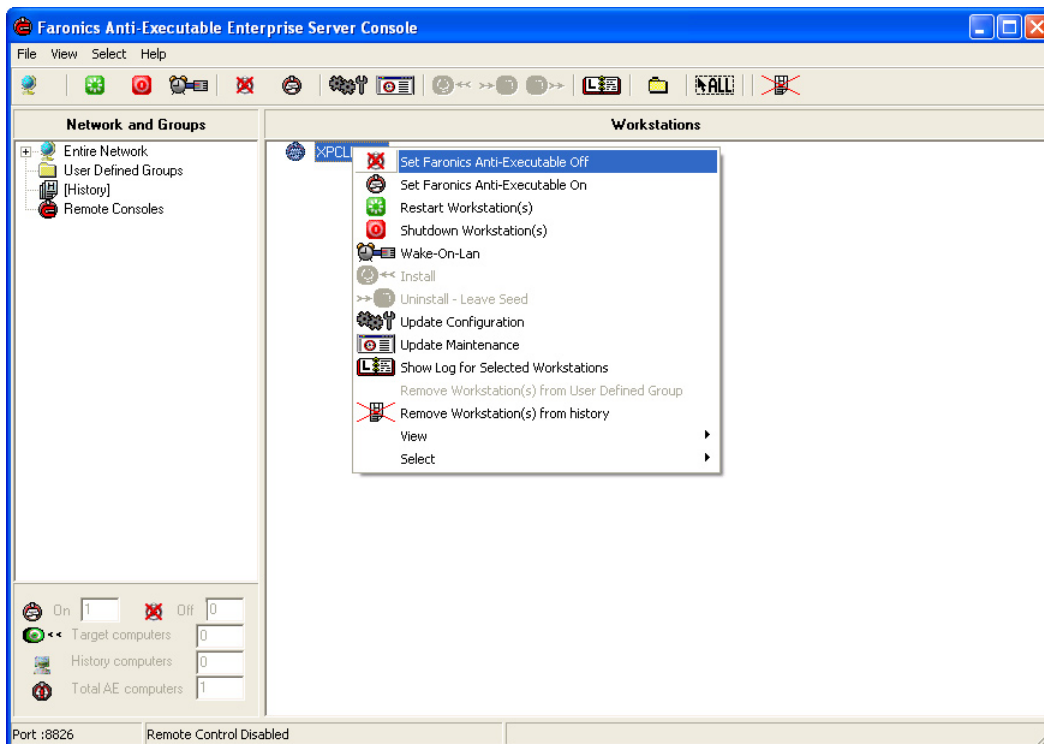 Faronics Anti-Executable Enterprise Server Console
File View Select Help
ALL
Network and Groups
Workstations
Entire Network
User Defined Groups
[History]
Remote Consoles
Set Faronics Anti-Executable Off
Set Faronics Anti-Executable On
Restart Workstation(s)
Shutdown Workstation(s)
Wake-On-Lan
Install
Uninstall - Leave Seed
Update Configuration
Update Maintenance
Show Log for Selected Workstations
Remove Workstation(s) from User Defined Group
Remove Workstation(s) from history
View
Select
On 1 Off 0
Target computers 0
History computers 0
Total AE computers 1
Port :8826 Remote Control Disabled